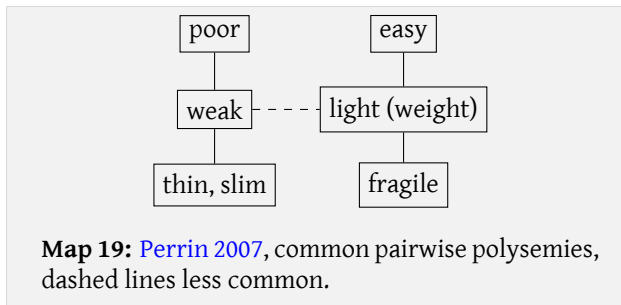 poor easy
weak light (weight)
thin, slim fragile
Map 19: Perrin 2007, common pairwise polysemies,
dashed lines less common.